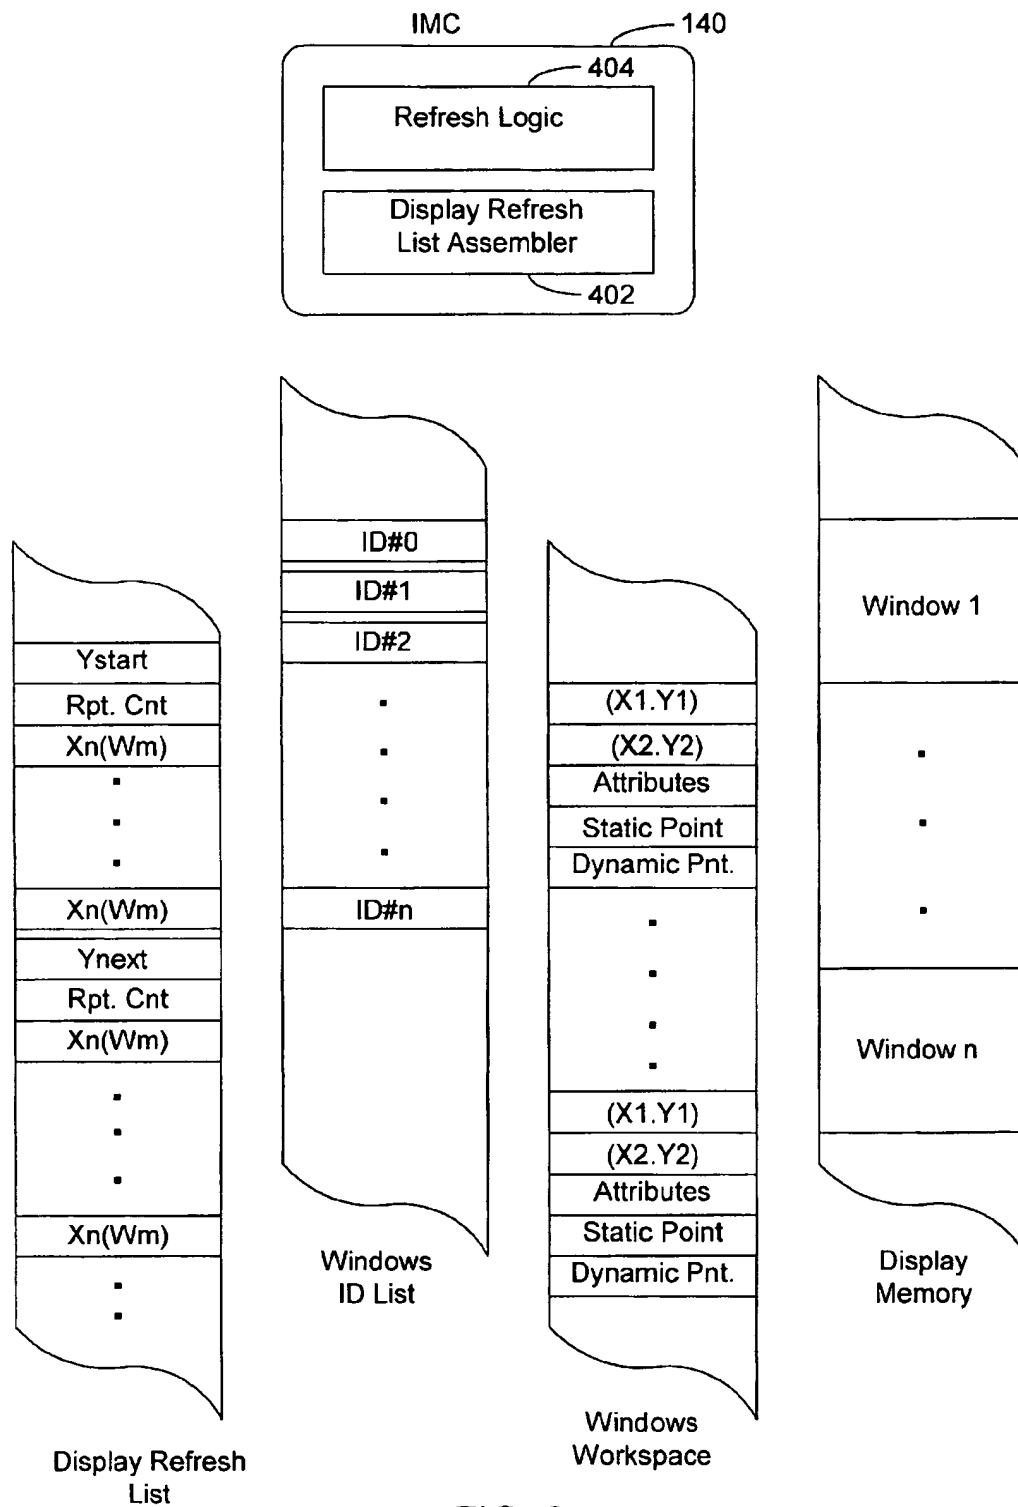 IMC
140
404
Refresh Logic
Display Refresh
List Assembler
402
Ystart
Rpt. Cnt
Xn(Wm)
Xn(Wm)
Ynext
Rpt. Cnt
Xn(Wm)
Xn(Wm)
Display Refresh
List
ID#0
ID#1
ID#2
ID#n
Windows
ID List
(X1.Y1)
(X2.Y2)
Attributes
Static Point
Dynamic Pnt.
(X1.Y1)
(X2.Y2)
Attributes
Static Point
Dynamic Pnt.
Windows
Workspace
Window 1
Window n
Display
Memory